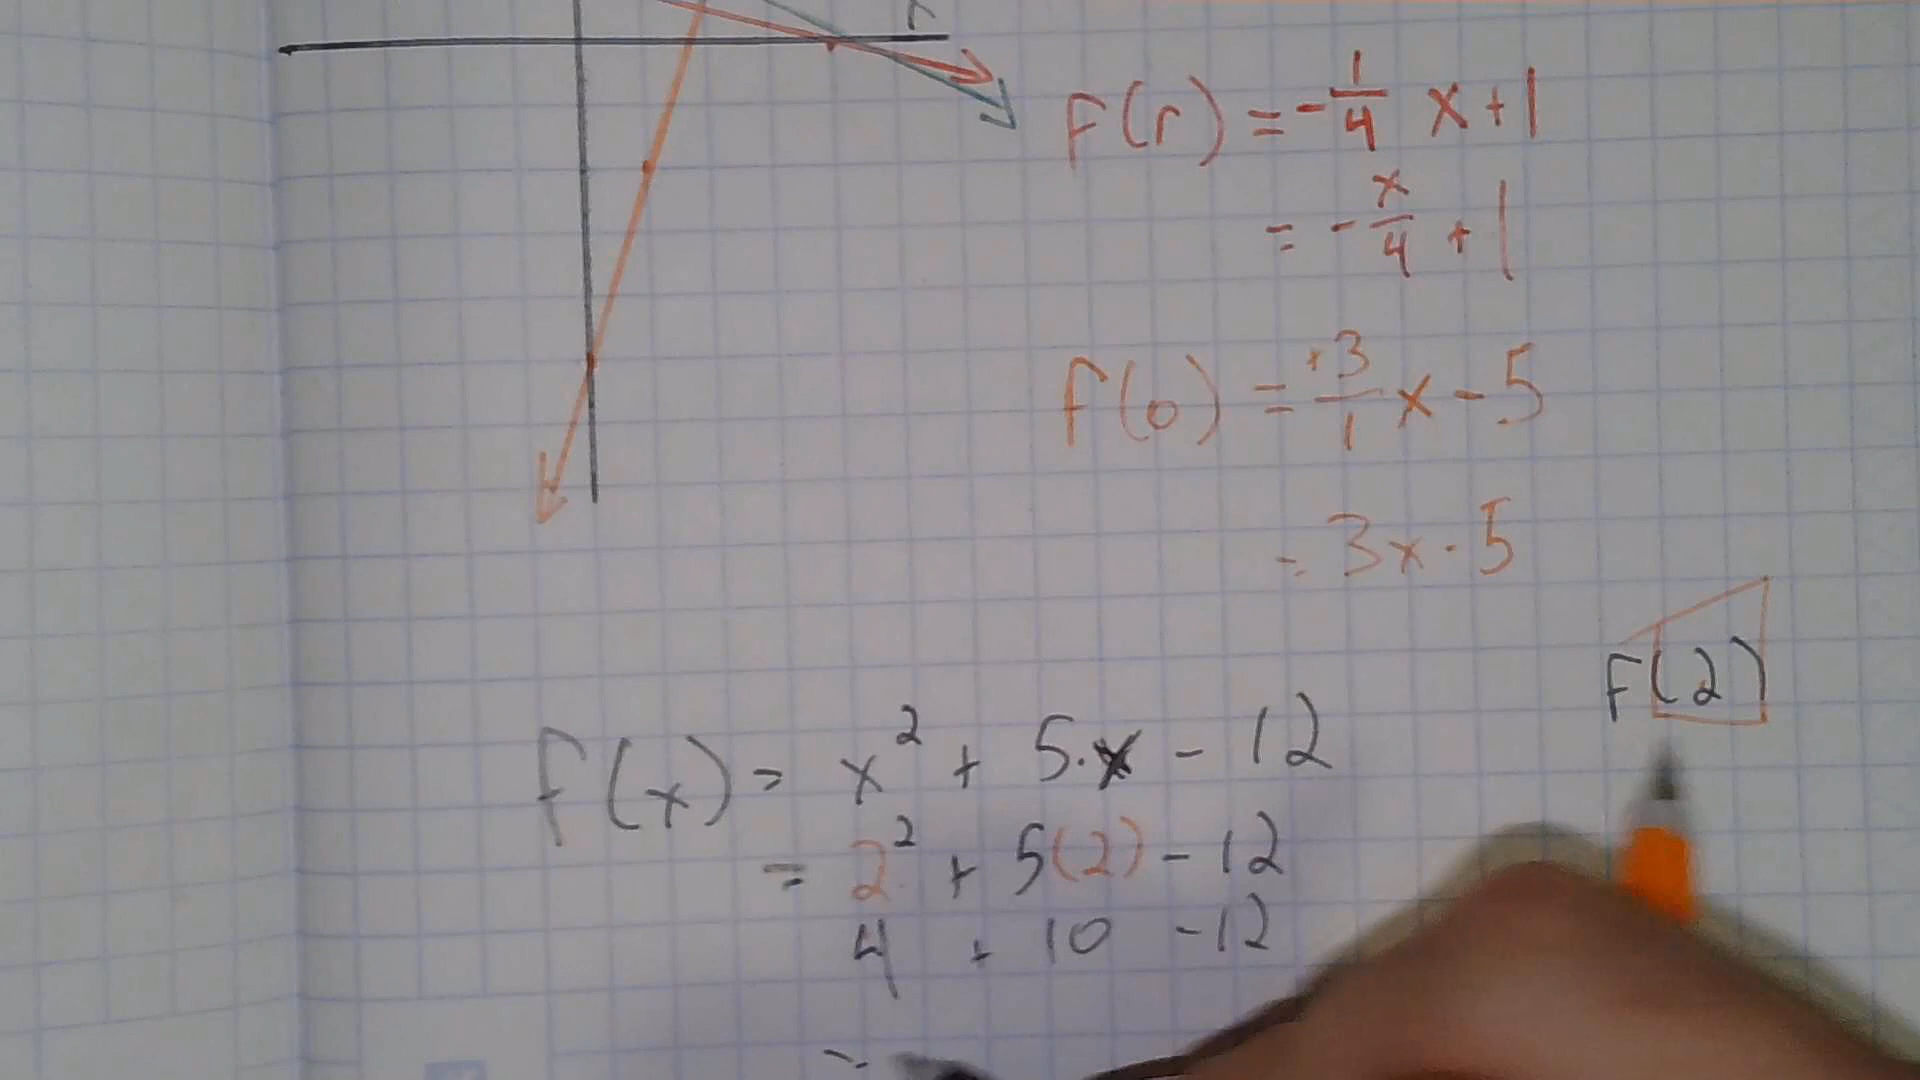 F(r) = -1/4 x + 1
= -x/4 + 1
F(o) = +3/1 x - 5
= 3x - 5
F(2)
f(x) = x² + 5·x - 12
= 2² + 5(2) - 12
4 + 10 - 12
=